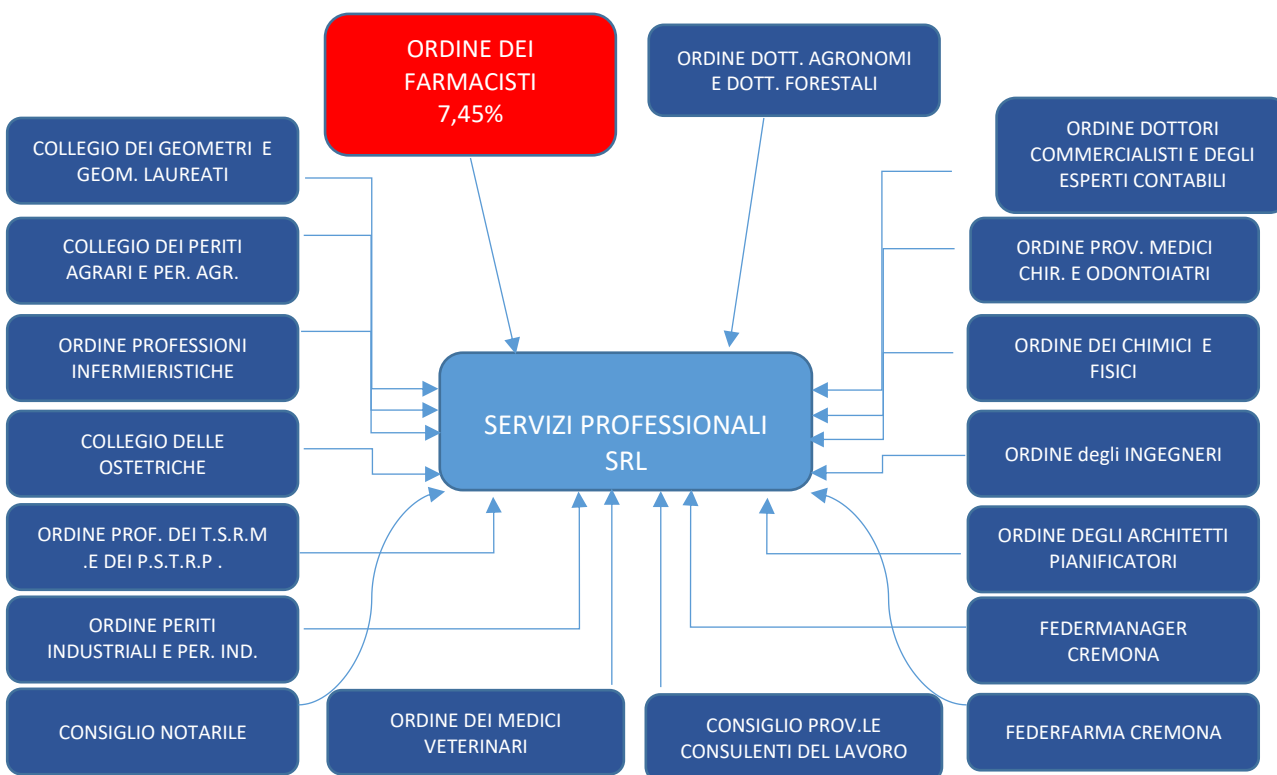 ORDINE DEI
FARMACISTI
7,45%
ORDINE DOTT. AGRONOMI
E DOTT. FORESTALI
COLLEGIO DEI GEOMETRI E
GEOM. LAUREATI
ORDINE DOTTORI
COMMERCIALISTI E DEGLI
ESPERTI CONTABILI
COLLEGIO DEI PERITI
AGRARI E PER. AGR.
ORDINE PROV. MEDICI
CHIR. E ODONTOIATRI
ORDINE PROFESSIONI
INFERMIERISTICHE
ORDINE DEI CHIMICI E
FISICI
SERVIZI PROFESSIONALI
SRL
COLLEGIO DELLE
OSTETRICHE
ORDINE degli INGEGNERI
ORDINE PROF. DEI T.S.R.M
.E DEI P.S.T.R.P .
ORDINE DEGLI ARCHITETTI
PIANIFICATORI
ORDINE PERITI
INDUSTRIALI E PER. IND.
FEDERMANAGER
CREMONA
CONSIGLIO NOTARILE
ORDINE DEI MEDICI
VETERINARI
CONSIGLIO PROV.LE
CONSULENTI DEL LAVORO
FEDERFARMA CREMONA